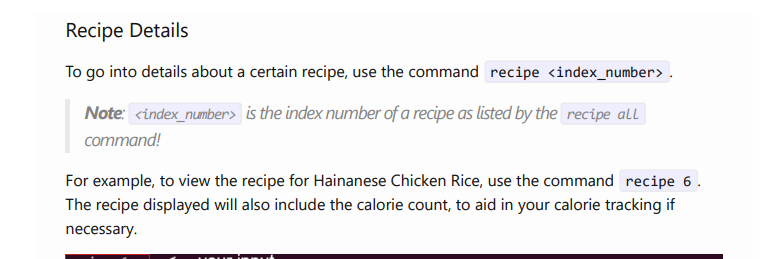 Recipe Details
To go into details about a certain recipe, use the command recipe <index_number>.
Note: <index_number> is the index number of a recipe as listed by the recipe all
command!
For example, to view the recipe for Hainanese Chicken Rice, use the command recipe 6.
The recipe displayed will also include the calorie count, to aid in your calorie tracking if
necessary.
your input